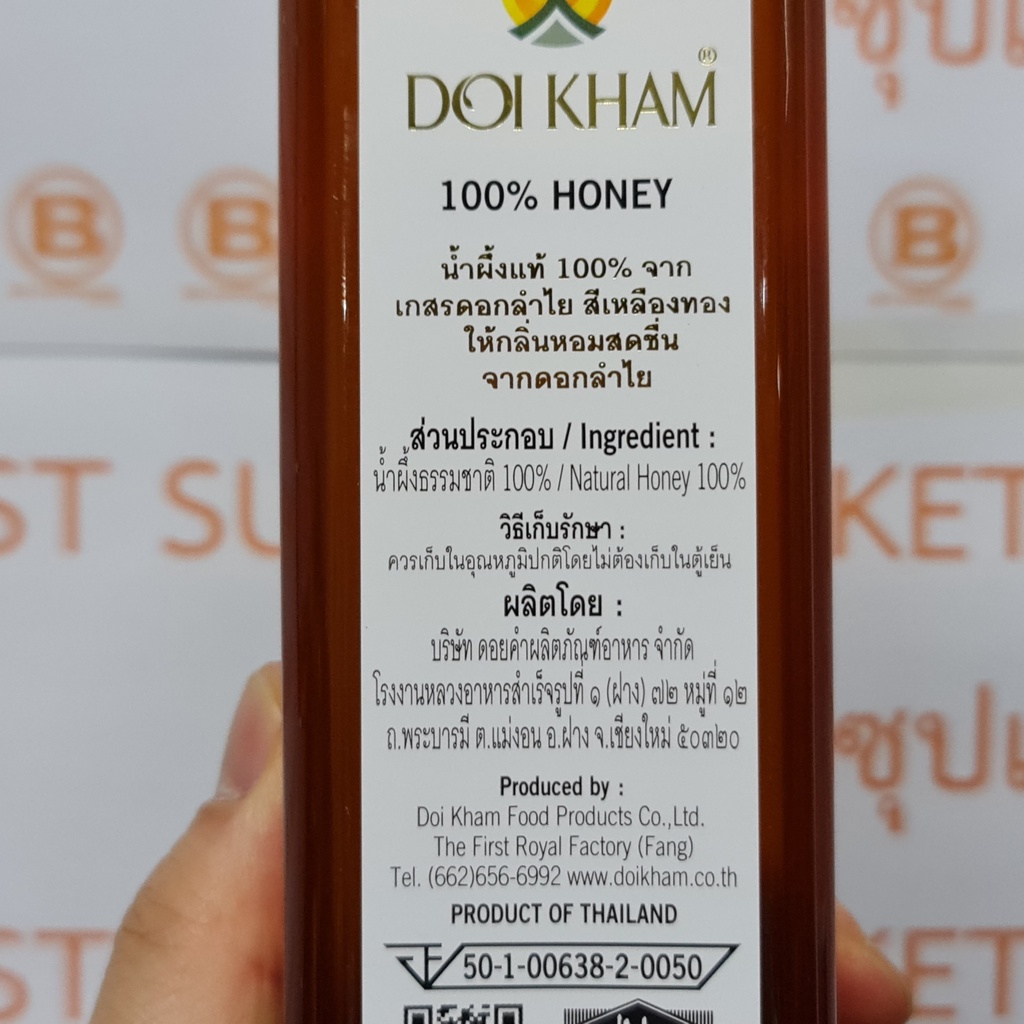 DOI KHAM®
100% HONEY
น้ำผึ้งแท้ 100% จาก
เกสรดอกลำไย สีเหลืองทอง
ให้กลิ่นหอมสดชื่น
จากดอกลำไย
ส่วนประกอบ / Ingredient :
น้ำผึ้งธรรมชาติ 100% / Natural Honey 100%
วิธีเก็บรักษา :
ควรเก็บในอุณหภูมิปกติโดยไม่ต้องเก็บในตู้เย็น
ผลิตโดย :
บริษัท ดอยคำผลิตภัณฑ์อาหาร จำกัด
โรงงานหลวงอาหารสำเร็จรูปที่ ๑ (ฝาง) ๗๒ หมู่ที่ ๑๒
ถ.พระบารมี ต.แม่งอน อ.ฝาง จ.เชียงใหม่ ๕๐๓๒๐
Produced by :
Doi Kham Food Products Co.,Ltd.
The First Royal Factory (Fang)
Tel. (662)656-6992 www.doikham.co.th
PRODUCT OF THAILAND
50-1-00638-2-0050
B
B
B
ST SU
KET
ซุปเ
ซุปเ
ST
KET